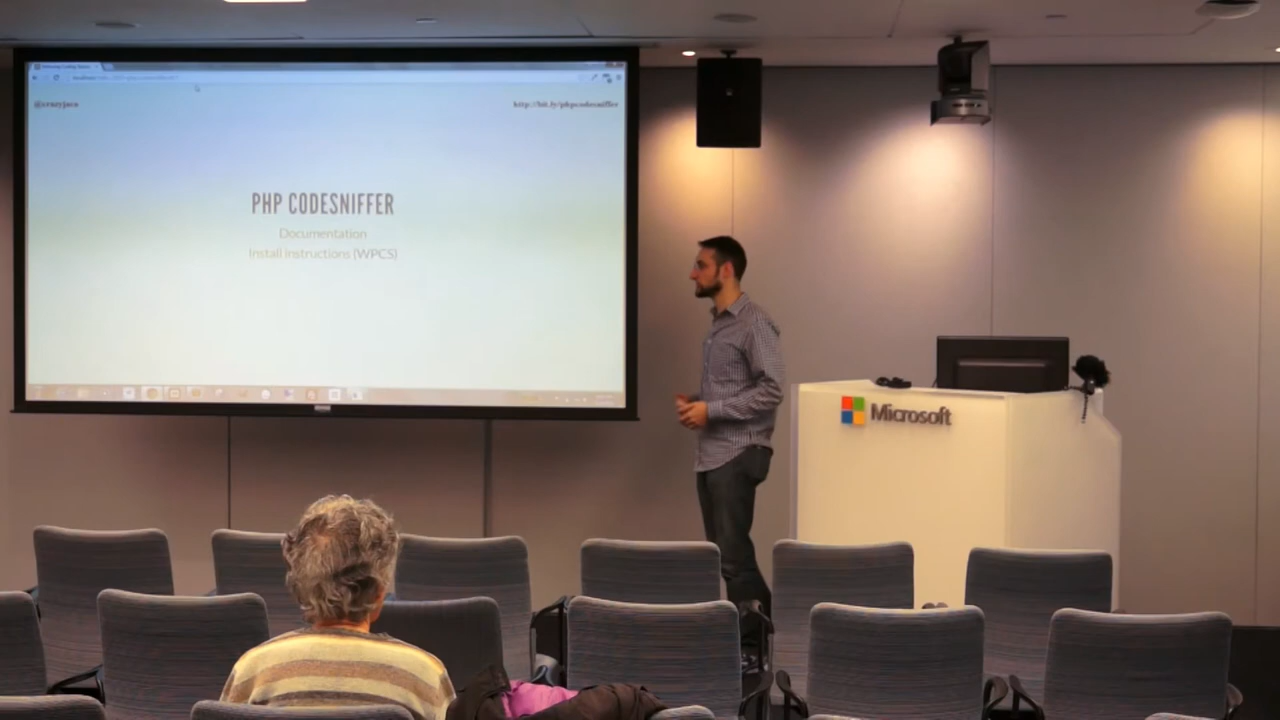 @crazyjaco
http://bit.ly/phpcodesniffer
PHP CODESNIFFER
Documentation
Install instructions (WPCS)
Microsoft